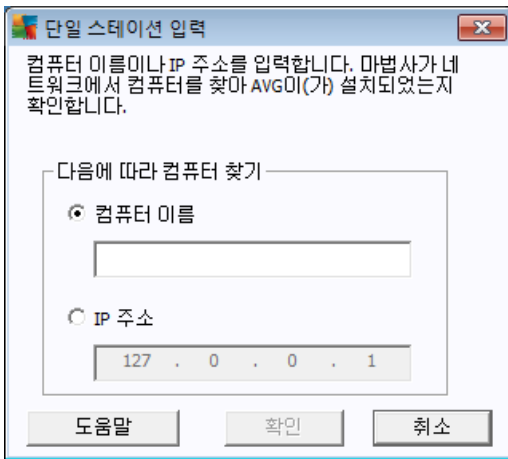 단일 스테이션 입력
컴퓨터 이름이나 IP 주소를 입력합니다. 마법사가 네
트워크에서 컴퓨터를 찾아 AVG이(가) 설치되었는지
확인합니다.
다음에 따라 컴퓨터 찾기
컴퓨터 이름
IP 주소
127 . 0 . 0 . 1
도움말 확인 취소